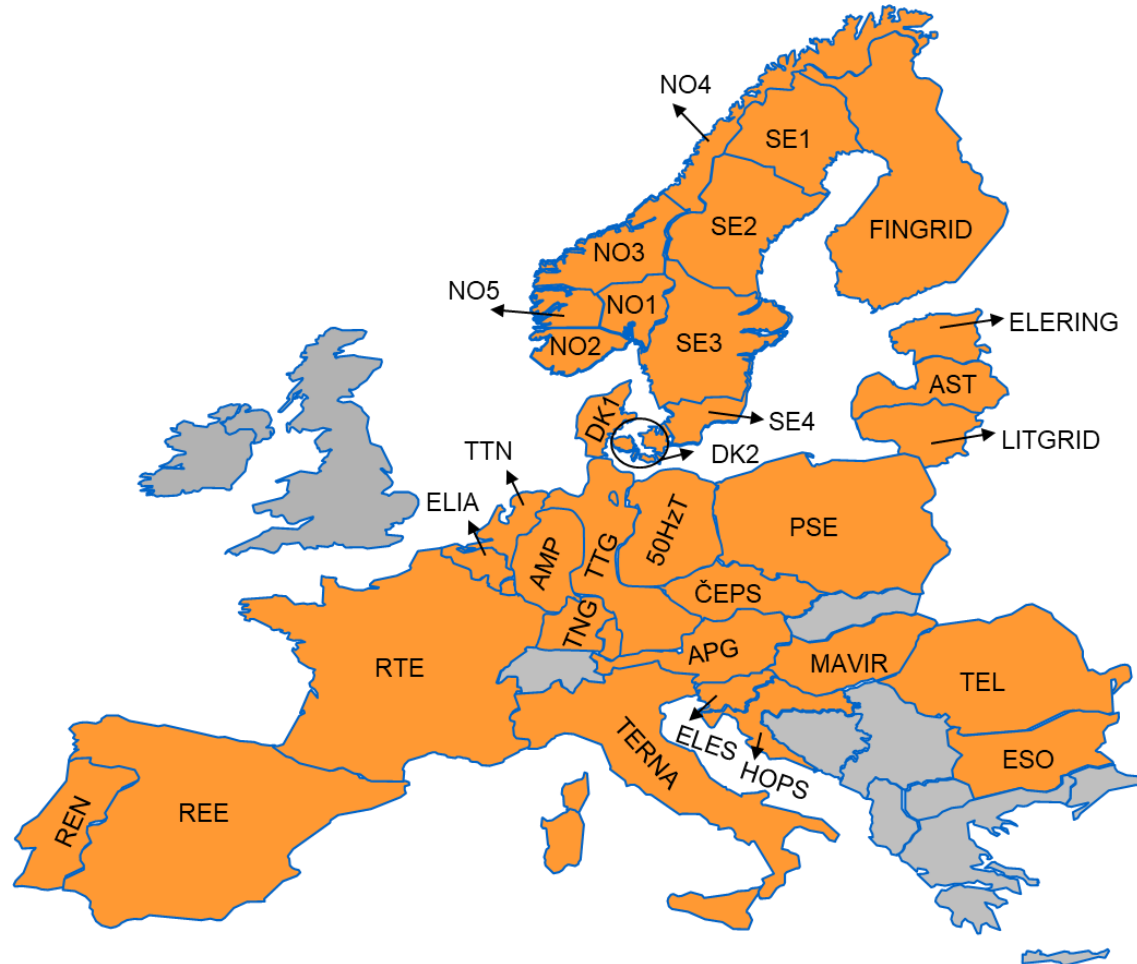 NO4
SE1
SE2
FINGRID
NO3
NO5
NO1
ELERING
NO2
SE3
AST
DK1
SE4
LITGRID
TTN
DK2
ELIA
PSE
50HzT
AMP
TTG
ČEPS
TNG
APG
RTE
MAVIR
TEL
ELES
TERNA
HOPS
ESO
REN
REE